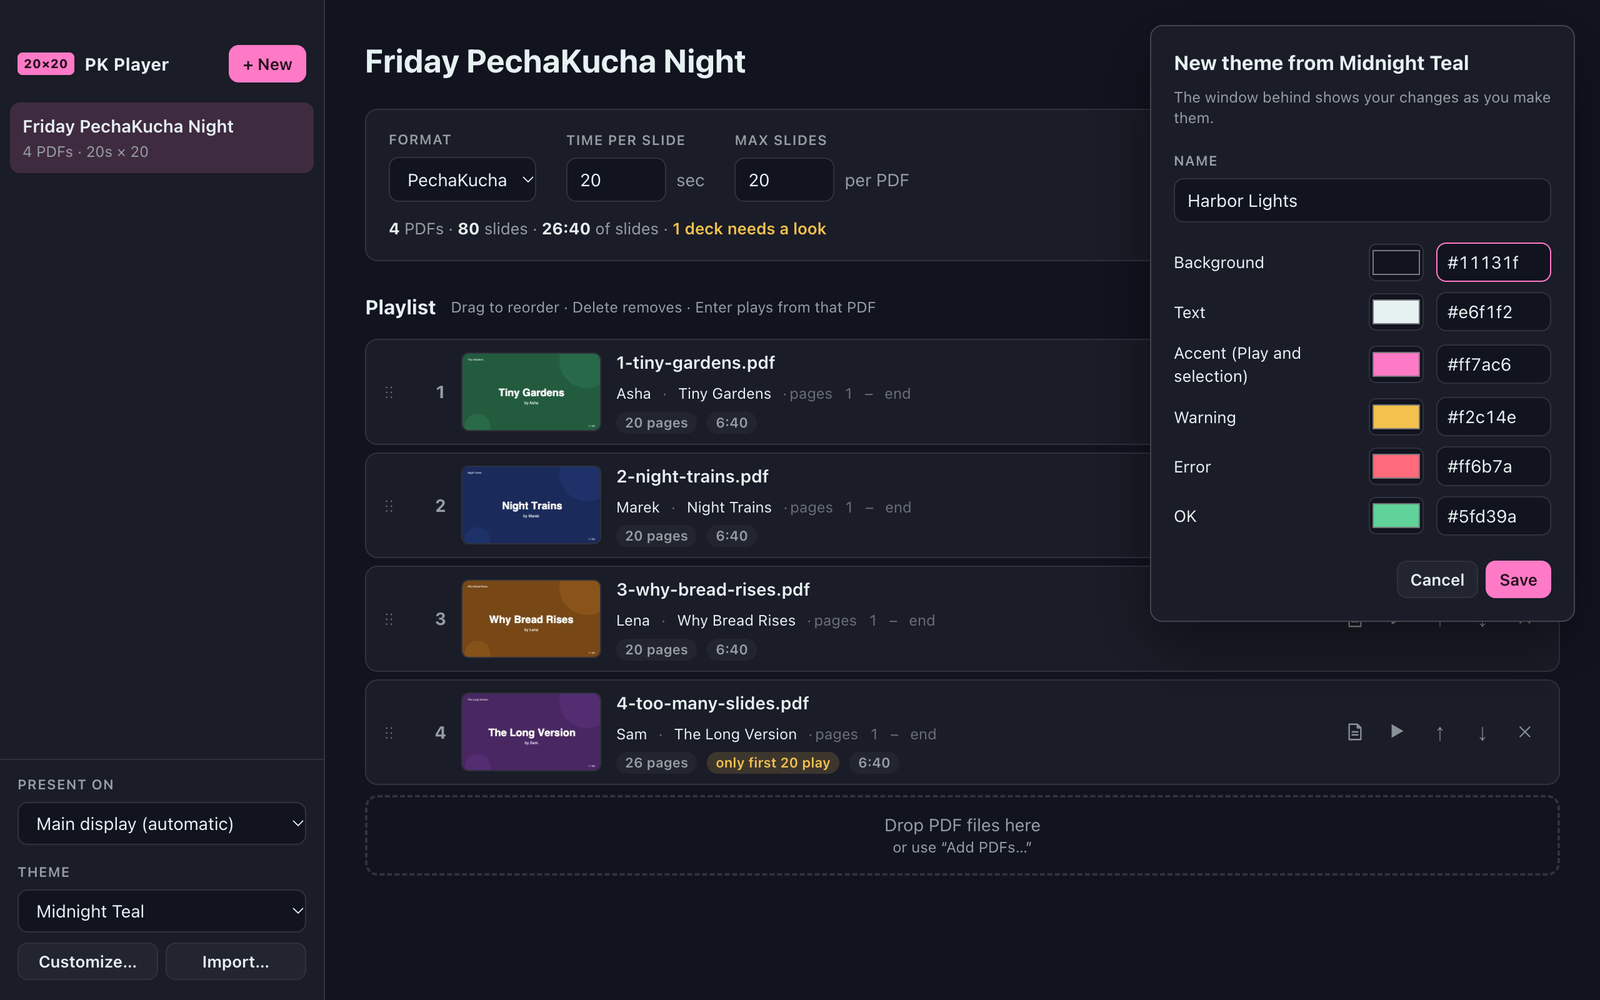 20×20 PK Player + New
Friday PechaKucha Night
4 PDFs · 20s × 20
PRESENT ON
Main display (automatic)
THEME
Midnight Teal
Customize... Import...
Friday PechaKucha Night
FORMAT TIME PER SLIDE MAX SLIDES
PechaKucha 20 sec 20 per PDF
4 PDFs · 80 slides · 26:40 of slides · 1 deck needs a look
Playlist Drag to reorder · Delete removes · Enter plays from that PDF
1 Tiny Gardens
by Asha
1-tiny-gardens.pdf
Asha · Tiny Gardens · pages 1 – end
20 pages 6:40
2 Night Trains
by Marek
2-night-trains.pdf
Marek · Night Trains · pages 1 – end
20 pages 6:40
3 Why Bread Rises
by Lena
3-why-bread-rises.pdf
Lena · Why Bread Rises · pages 1 – end
20 pages 6:40
4 The Long Version
by Sam
4-too-many-slides.pdf
Sam · The Long Version · pages 1 – end
26 pages only first 20 play 6:40
Drop PDF files here
or use “Add PDFs...”
New theme from Midnight Teal
The window behind shows your changes as you make
them.
NAME
Harbor Lights
Background #11131f
Text #e6f1f2
Accent (Play and
selection) #ff7ac6
Warning #f2c14e
Error #ff6b7a
OK #5fd39a
Cancel Save